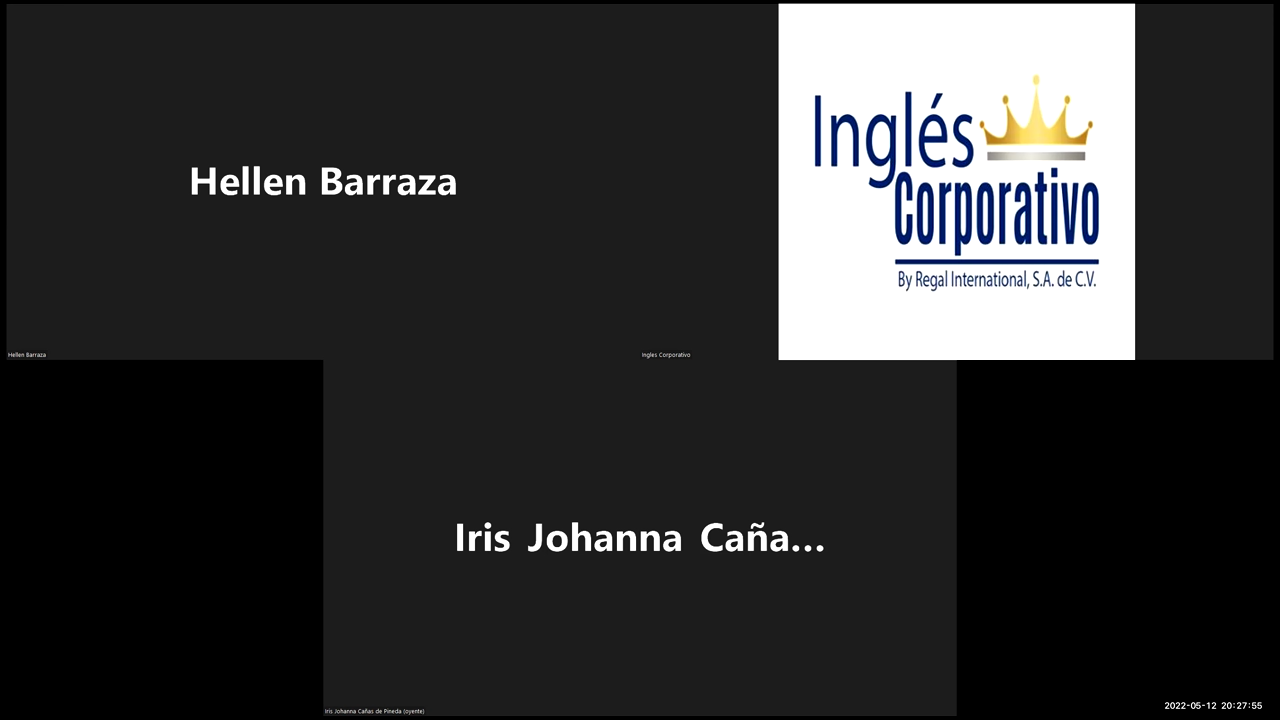 Hellen Barraza
Inglés
Corporativo
By Regal International, S.A. de C.V.
Hellen Barraza
Ingles Corporativo
Iris Johanna Caña...
Iris Johanna Cañas de Pineda (oyente)
2022-05-12 20:27:55